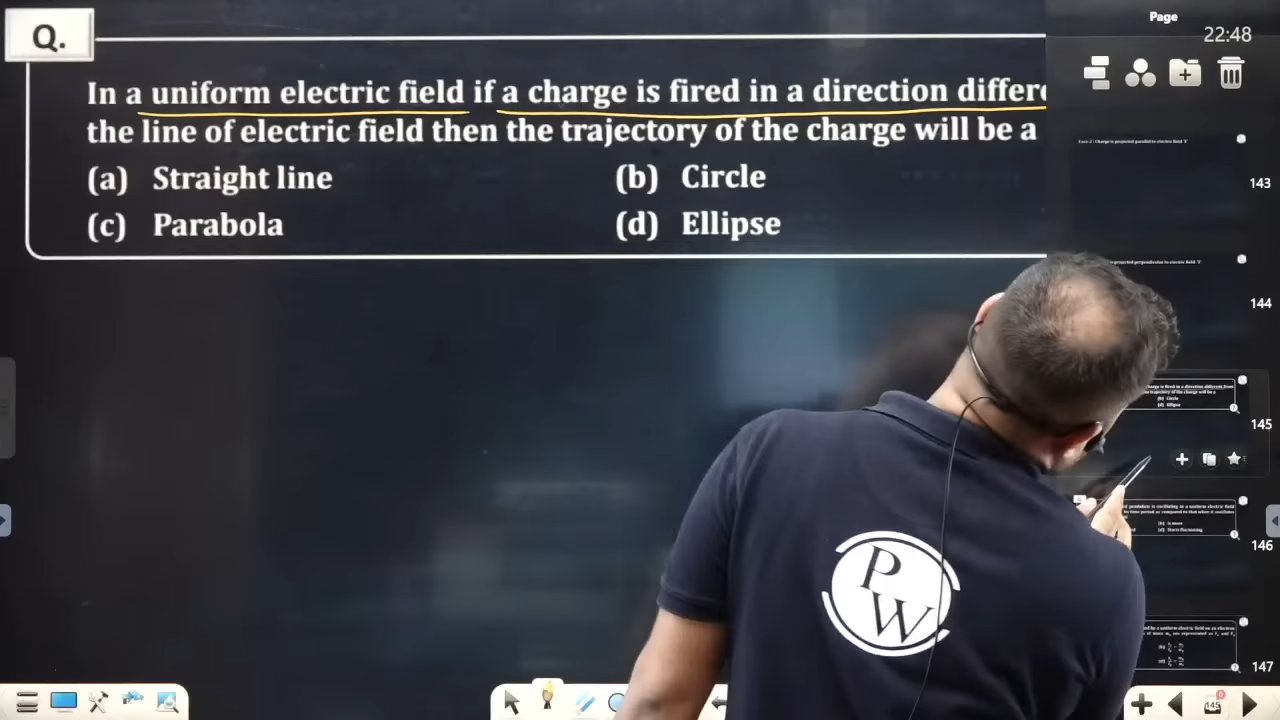 Page
22:48
Q.
In a uniform electric field if a charge is fired in a direction differe
the line of electric field then the trajectory of the charge will be a
(a) Straight line
(b) Circle
(c) Parabola
(d) Ellipse
143
144
145
146
147
P
W
145